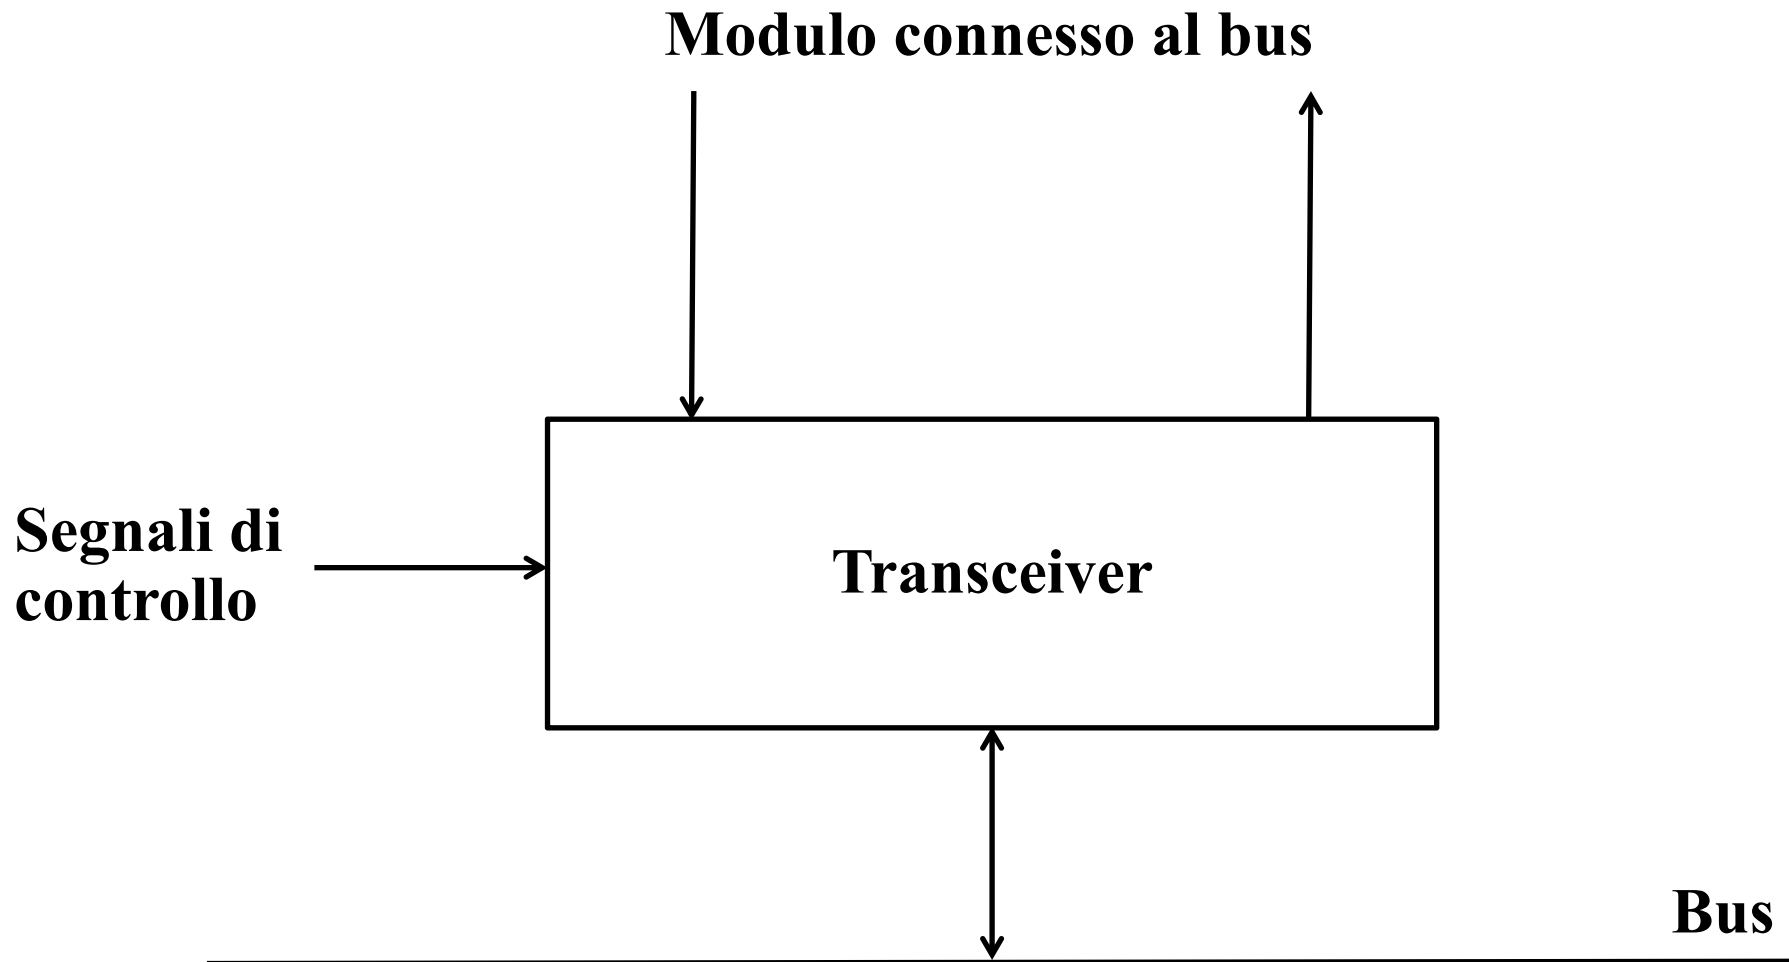 Modulo connesso al bus
Segnali di
controllo
Transceiver
Bus